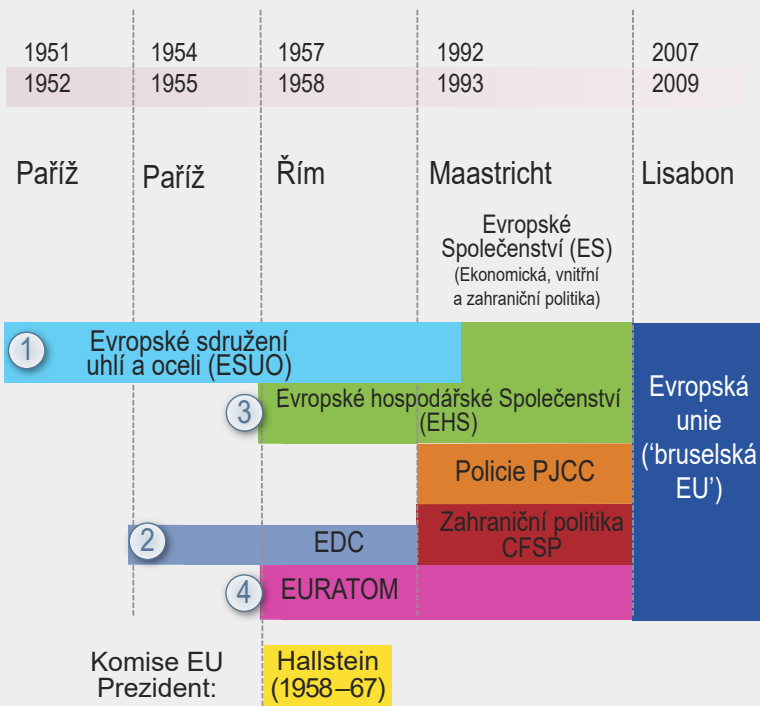 1951 1954 1957 1992 2007
1952 1955 1958 1993 2009
Paříž Paříž Řím Maastricht Lisabon
Evropské
Společenství (ES)
(Ekonomická, vnitřní
a zahraniční politika)
1 Evropské sdružení
uhlí a oceli (ESUO)
3 Evropské hospodářské Společenství
(EHS)
Evropská
unie
(‘bruselská
EU’)
Policie PJCC
Zahraniční politika
CFSP
2 EDC
4 EURATOM
Komise EU
Prezident:
Hallstein
(1958–67)